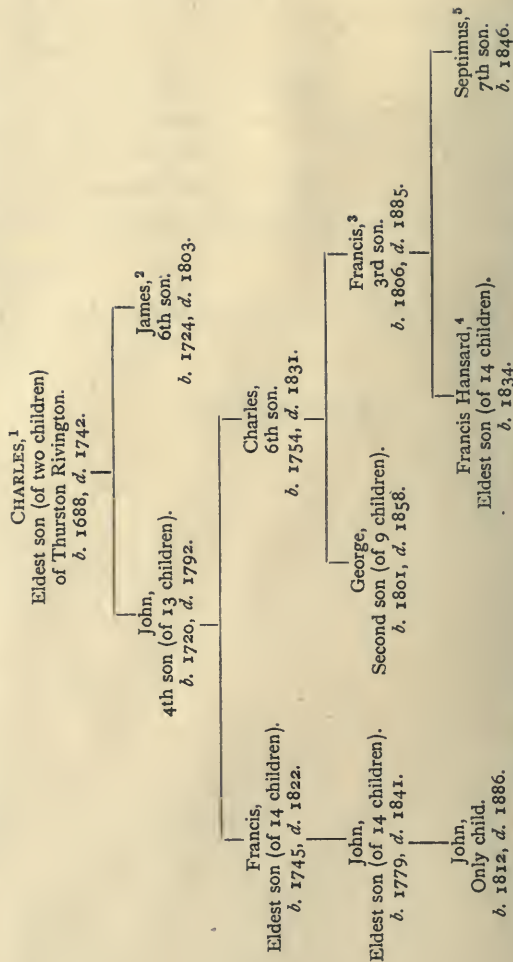 CHARLES,¹
Eldest son (of two children)
of Thurston Rivington.
b. 1688, d. 1742.
John,
4th son (of 13 children).
b. 1720, d. 1792.
James,²
6th son.
b. 1724, d. 1803.
Francis,
Eldest son (of 14 children).
b. 1745, d. 1822.
Charles,
6th son.
b. 1754, d. 1831.
John,
Eldest son (of 14 children).
b. 1779, d. 1841.
George,
Second son (of 9 children).
b. 1801, d. 1858.
Francis,³
3rd son.
b. 1806, d. 1885.
John,
Only child.
b. 1812, d. 1886.
Francis Hansard,⁴
Eldest son (of 14 children).
b. 1834.
Septimus,⁵
7th son.
b. 1846.